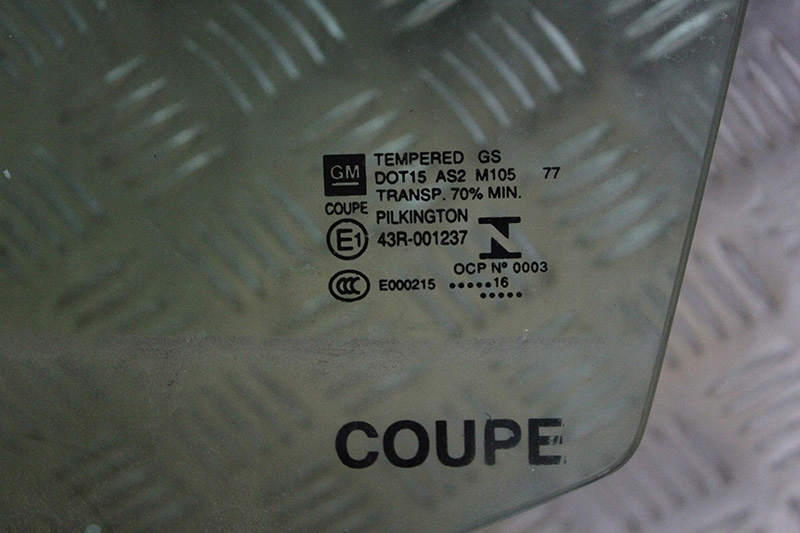 GM TEMPERED GS
DOT15 AS2 M105 77
TRANSP. 70% MIN.
COUPE PILKINGTON
E1 43R-001237 N
OCP Nº 0003
CCC E000215 ......16
......
COUPE